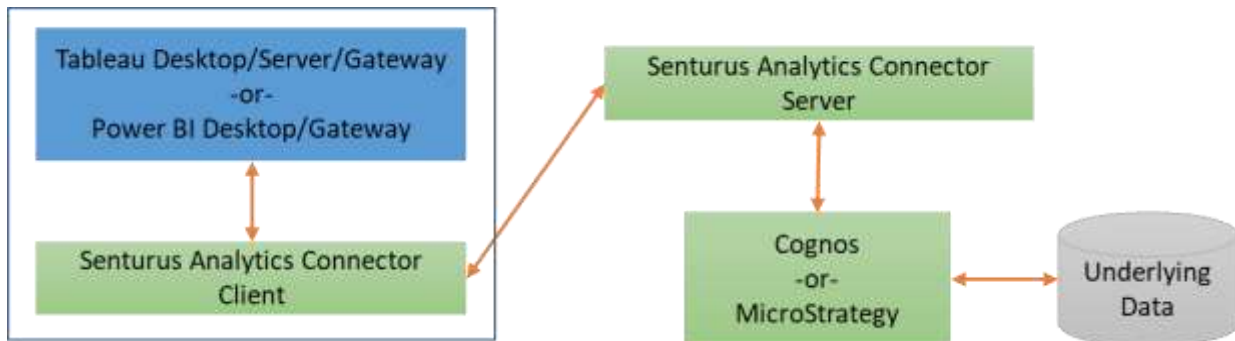 Tableau Desktop/Server/Gateway
-or-
Power BI Desktop/Gateway
Senturus Analytics Connector
Client
Senturus Analytics Connector
Server
Cognos
-or-
MicroStrategy
Underlying
Data